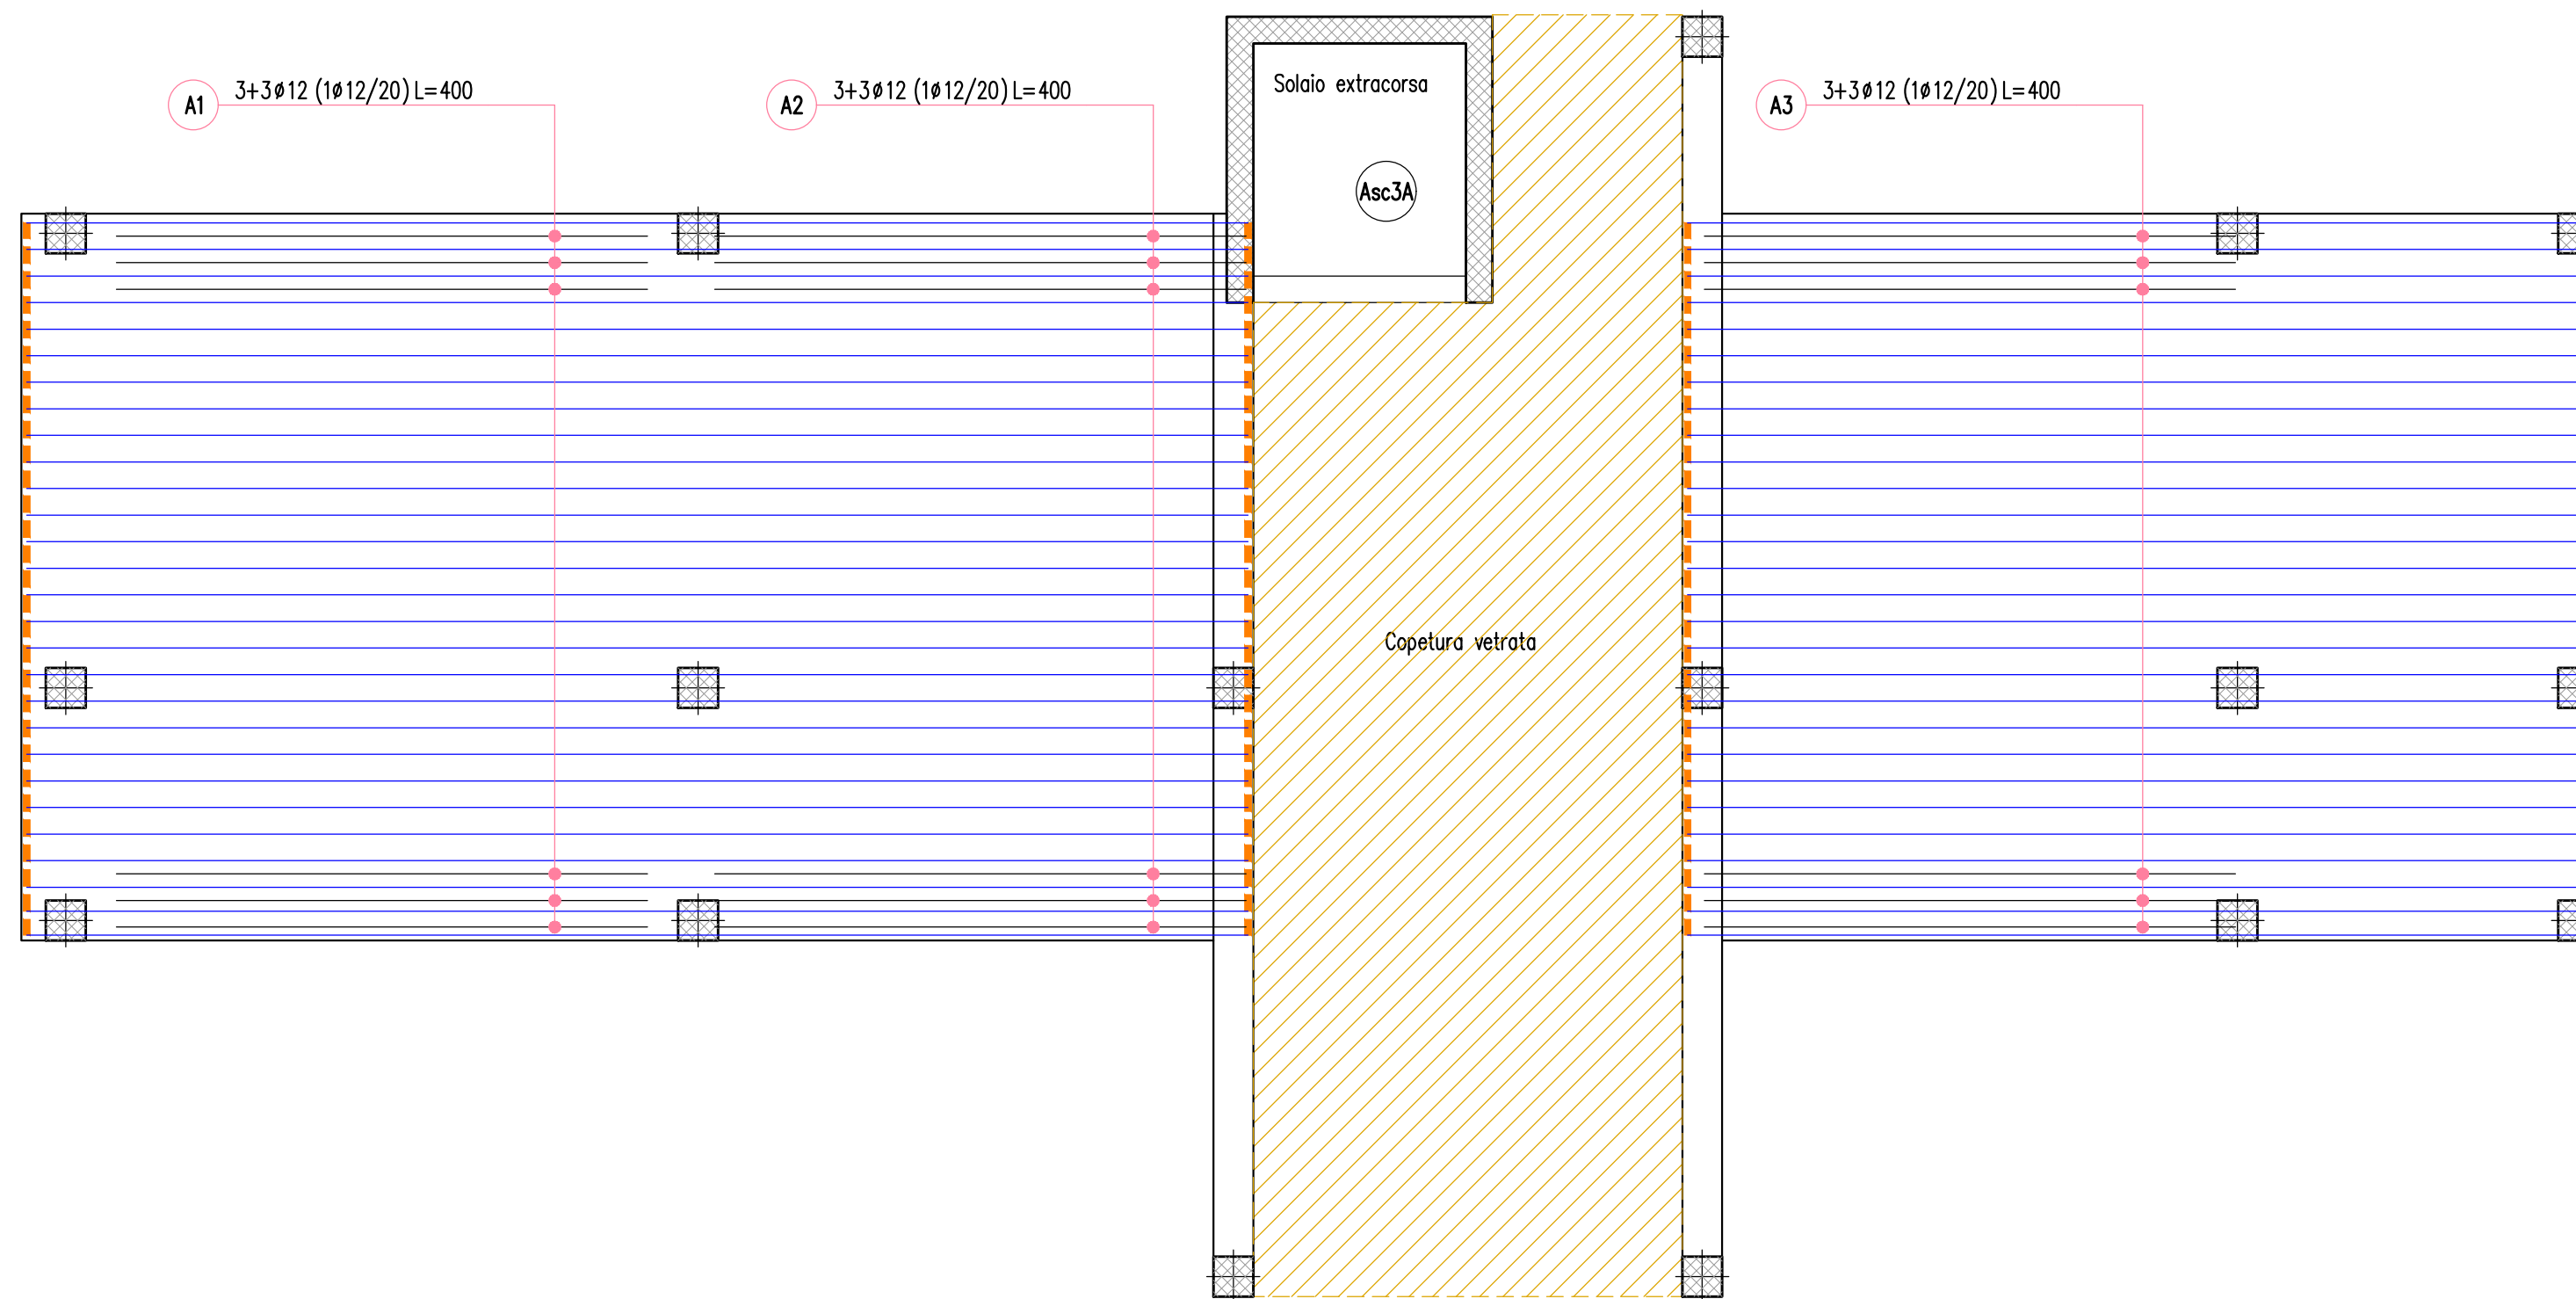 A1
3+3ø12 (1ø12/20) L=400
A2
3+3ø12 (1ø12/20) L=400
Solaio extracorsa
Asc3A
A3
3+3ø12 (1ø12/20) L=400
Copetura vetrata